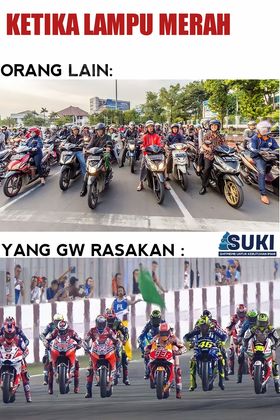 KETIKA LAMPU MERAH
ORANG LAIN:
YANG GW RASAKAN :
SUKI